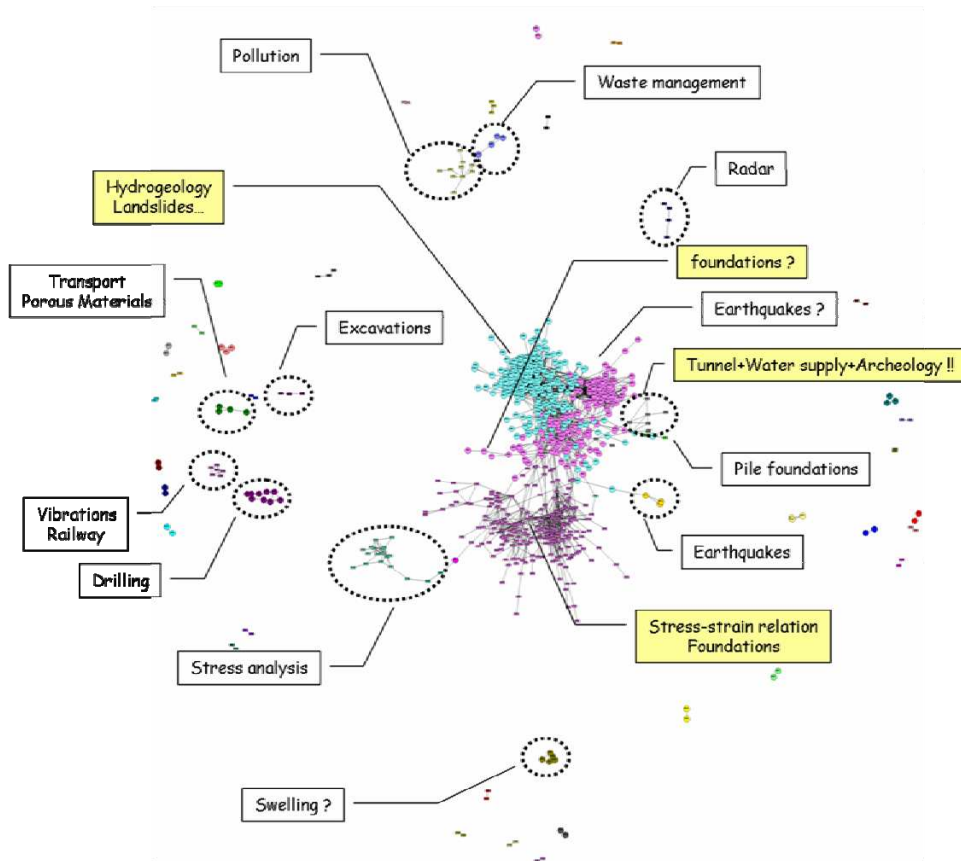 Pollution
Waste management
Hydrogeology
Landslides...
Radar
foundations ?
Transport
Porous Materials
Excavations
Earthquakes ?
Tunnel+Water supply+Archeology !!
Pile foundations
Vibrations
Railway
Drilling
Earthquakes
Stress-strain relation
Foundations
Stress analysis
Swelling ?